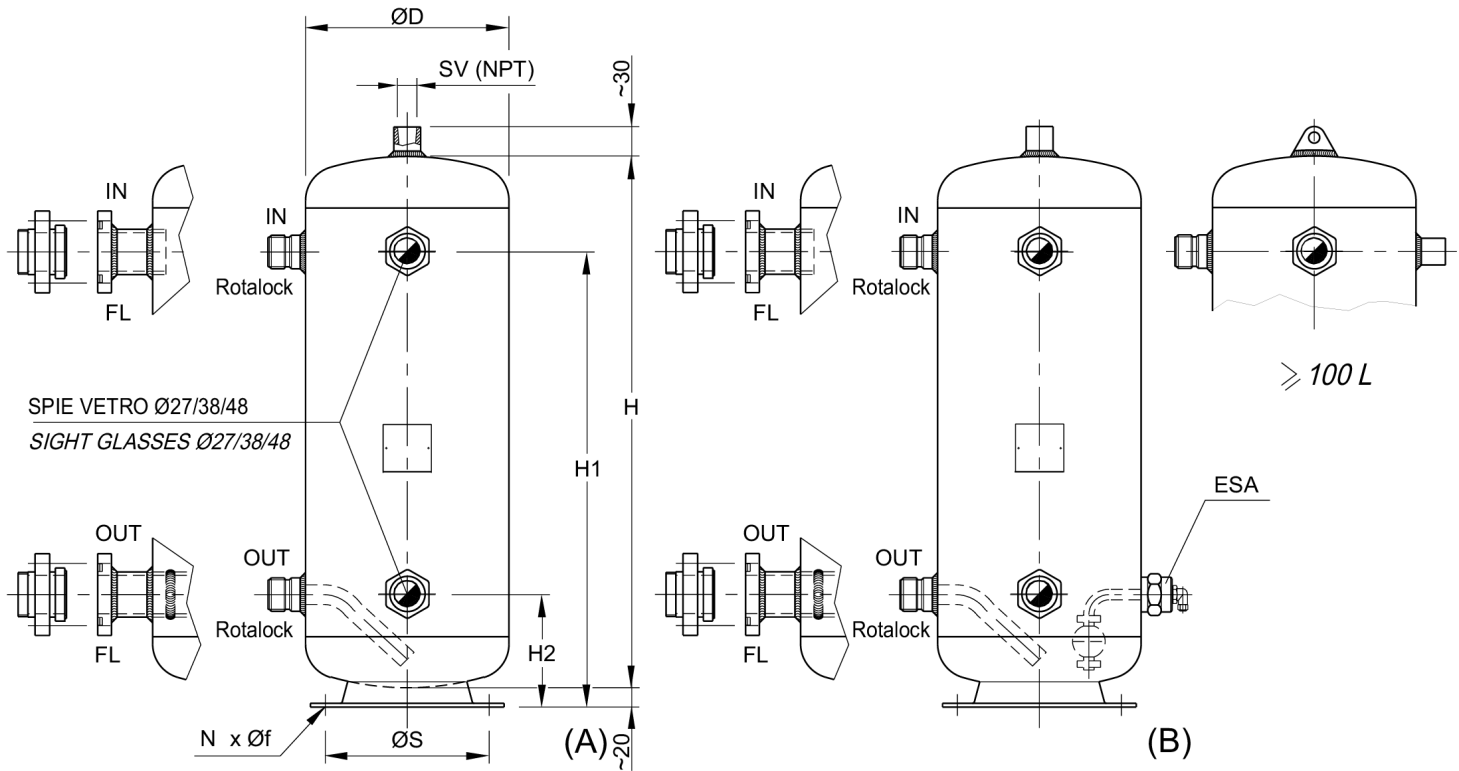 ØD
SV (NPT)
~30
IN
IN
Rotalock
FL
SPIE VETRO Ø27/38/48
SIGHT GLASSES Ø27/38/48
H
H1
OUT
OUT
Rotalock
FL
H2
N x Øf
ØS
~20
(A)
IN
IN
Rotalock
FL
≥ 100 L
ESA
OUT
OUT
Rotalock
FL
(B)